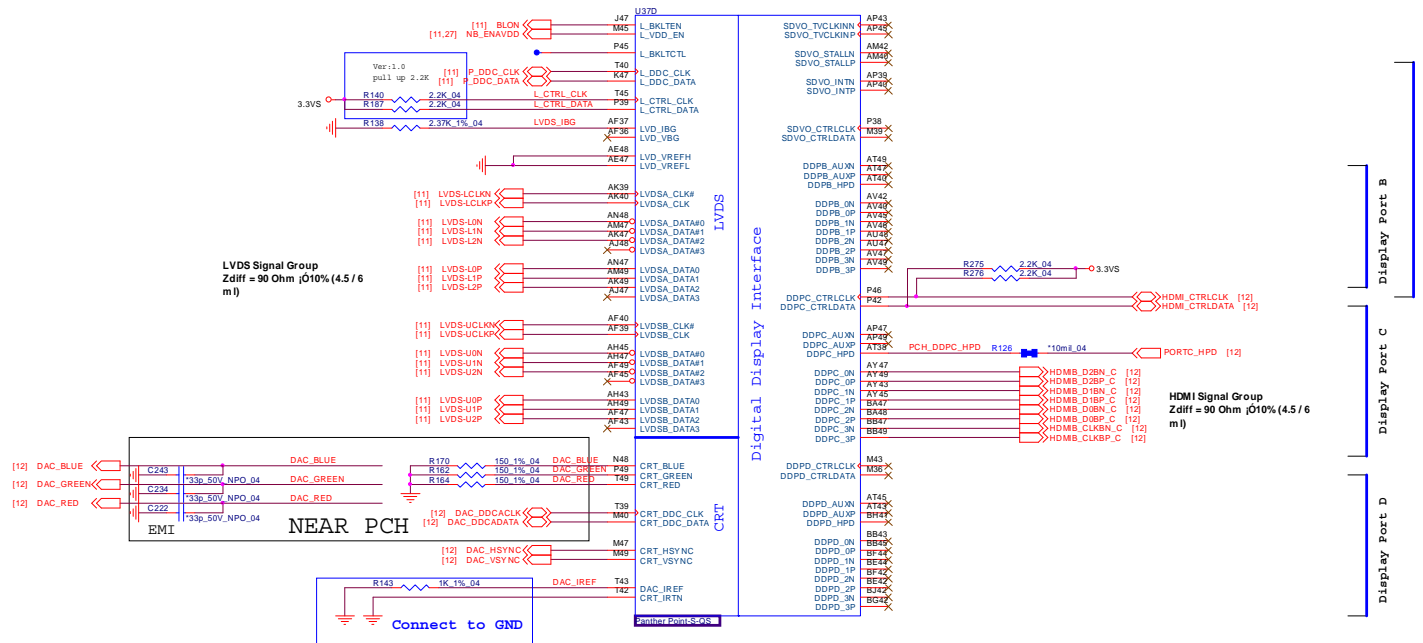 U37D
[11] BLON J47 L_BKLTEN
[11,27] NB_ENAVDD M45 L_VDD_EN
P45 L_BKLTCTL
Ver:1.0
pull up 2.2K
[11] P_DDC_CLK T40 L_DDC_CLK
[11] P_DDC_DATA K47 L_DDC_DATA
3.3VS
R140 2.2K_04 L_CTRL_CLK T45 L_CTRL_CLK
R187 2.2K_04 L_CTRL_DATA P39 L_CTRL_DATA
R138 2.37K_1%_04 LVDS_IBG AF37 LVD_IBG
AF36 LVD_VBG
AE48 LVD_VREFH
AE47 LVD_VREFL
[11] LVDS-LCLKN AK39 LVDSA_CLK#
[11] LVDS-LCLKP AK40 LVDSA_CLK
[11] LVDS-L0N AN48 LVDSA_DATA#0
[11] LVDS-L1N AM47 LVDSA_DATA#1
[11] LVDS-L2N AK47 LVDSA_DATA#2
AJ48 LVDSA_DATA#3
[11] LVDS-L0P AN47 LVDSA_DATA0
[11] LVDS-L1P AM49 LVDSA_DATA1
[11] LVDS-L2P AK49 LVDSA_DATA2
AJ47 LVDSA_DATA3
LVDS Signal Group
Zdiff = 90 Ohm ¡Ó10% (4.5 / 6
mil)
[11] LVDS-UCLKN AF40 LVDSB_CLK#
[11] LVDS-UCLKP AF39 LVDSB_CLK
[11] LVDS-U0N AH45 LVDSB_DATA#0
[11] LVDS-U1N AH47 LVDSB_DATA#1
[11] LVDS-U2N AF49 LVDSB_DATA#2
AF45 LVDSB_DATA#3
[11] LVDS-U0P AH43 LVDSB_DATA0
[11] LVDS-U1P AH49 LVDSB_DATA1
[11] LVDS-U2P AF47 LVDSB_DATA2
AF43 LVDSB_DATA3
LVDS
[12] DAC_BLUE DAC_BLUE
C243 *33p_50V_NPO_04
[12] DAC_GREEN DAC_GREEN
C234 *33p_50V_NPO_04
[12] DAC_RED DAC_RED
C222 *33p_50V_NPO_04
EMI
NEAR PCH
R170 150_1%_04 DAC_BLUE N48 CRT_BLUE
R162 150_1%_04 DAC_GREEN P49 CRT_GREEN
R164 150_1%_04 DAC_RED T49 CRT_RED
[12] DAC_DDCACLK T39 CRT_DDC_CLK
[12] DAC_DDCADATA M40 CRT_DDC_DATA
[12] DAC_HSYNC M47 CRT_HSYNC
[12] DAC_VSYNC M49 CRT_VSYNC
R143 1K_1%_04 DAC_IREF T43 DAC_IREF
T42 CRT_IRTN
Connect to GND
CRT
Panther Point-S-QS
Digital Display Interface
SDVO_TVCLKINN AP43
SDVO_TVCLKINP AP45
SDVO_STALLN AM42
SDVO_STALLP AM40
SDVO_INTN AP39
SDVO_INTP AP40
SDVO_CTRLCLK P38
SDVO_CTRLDATA M39
DDPB_AUXN AT49
DDPB_AUXP AT47
DDPB_HPD AT40
DDPB_0N AV42
DDPB_0P AV40
DDPB_1N AV45
DDPB_1P AV46
DDPB_2N AU48
DDPB_2P AU47
DDPB_3N AV47
DDPB_3P AV49
Display Port B
R275 2.2K_04
R276 2.2K_04
3.3VS
DDPC_CTRLCLK P46 HDMI_CTRLCLK [12]
DDPC_CTRLDATA P42 HDMI_CTRLDATA [12]
DDPC_AUXN AP47
DDPC_AUXP AP49
DDPC_HPD AT38 PCH_DDPC_HPD R126 *10mil_04 PORTC_HPD [12]
DDPC_0N AY47 HDMIB_D2BN_C [12]
DDPC_0P AY49 HDMIB_D2BP_C [12]
DDPC_1N AY43 HDMIB_D1BN_C [12]
DDPC_1P AY45 HDMIB_D1BP_C [12]
DDPC_2N BA47 HDMIB_D0BN_C [12]
DDPC_2P BA48 HDMIB_D0BP_C [12]
DDPC_3N BB47 HDMIB_CLKBN_C [12]
DDPC_3P BB49 HDMIB_CLKBP_C [12]
HDMI Signal Group
Zdiff = 90 Ohm ¡Ó10% (4.5 / 6
mil)
Display Port C
DDPD_CTRLCLK M43
DDPD_CTRLDATA M36
DDPD_AUXN AT45
DDPD_AUXP AT43
DDPD_HPD BH41
DDPD_0N BB43
DDPD_0P BB45
DDPD_1N BF44
DDPD_1P BE44
DDPD_2N BF42
DDPD_2P BE42
DDPD_3N BJ42
DDPD_3P BG42
Display Port D